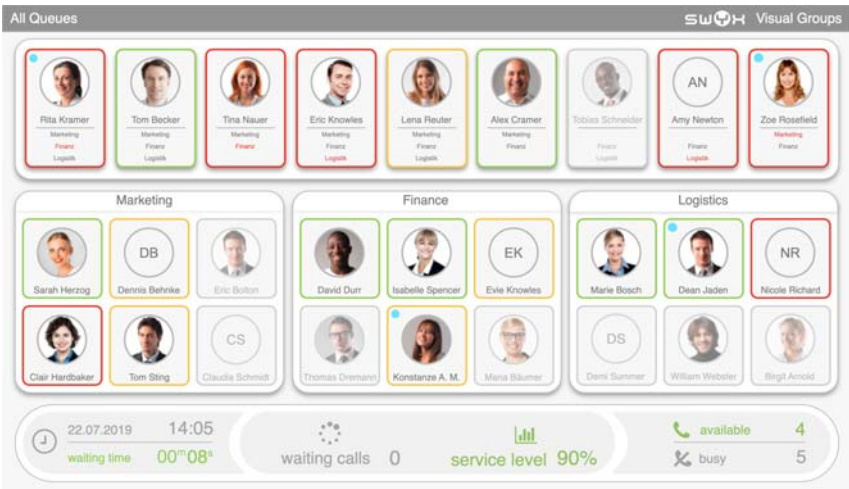 All Queues
SWYX Visual Groups
Rita Kramer
Marketing
Finanz
Logistik
Tom Becker
Marketing
Finanz
Logistik
Tina Nauer
Marketing
Finanz
Eric Knowles
Marketing
Finanz
Logistik
Lena Reuter
Marketing
Finanz
Logistik
Alex Cramer
Marketing
Finanz
Tobias Schneider
Finanz
Logistik
AN
Amy Newton
Finanz
Logistik
Zoe Rosefield
Marketing
Finanz
Marketing
Sarah Herzog
DB
Dennis Behnke
Eric Bolton
Clair Hardbaker
Tom Sting
CS
Claudia Schmidt
Finance
David Durr
Isabelle Spencer
EK
Evie Knowles
Thomas Dremann
Konstanze A. M.
Maria Bäumer
Logistics
Marie Bosch
Dean Jaden
NR
Nicole Richard
DS
Demi Summer
William Webster
Birgit Arnold
22.07.2019 14:05
waiting time 00m08s
waiting calls 0
service level 90%
available 4
busy 5